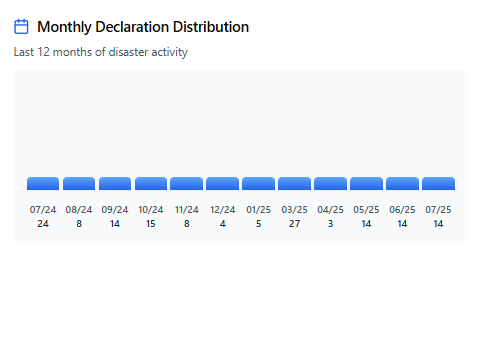 Monthly Declaration Distribution
Last 12 months of disaster activity
07/24 08/24 09/24 10/24 11/24 12/24 01/25 03/25 04/25 05/25 06/25 07/25
24 8 14 15 8 4 5 27 3 14 14 14